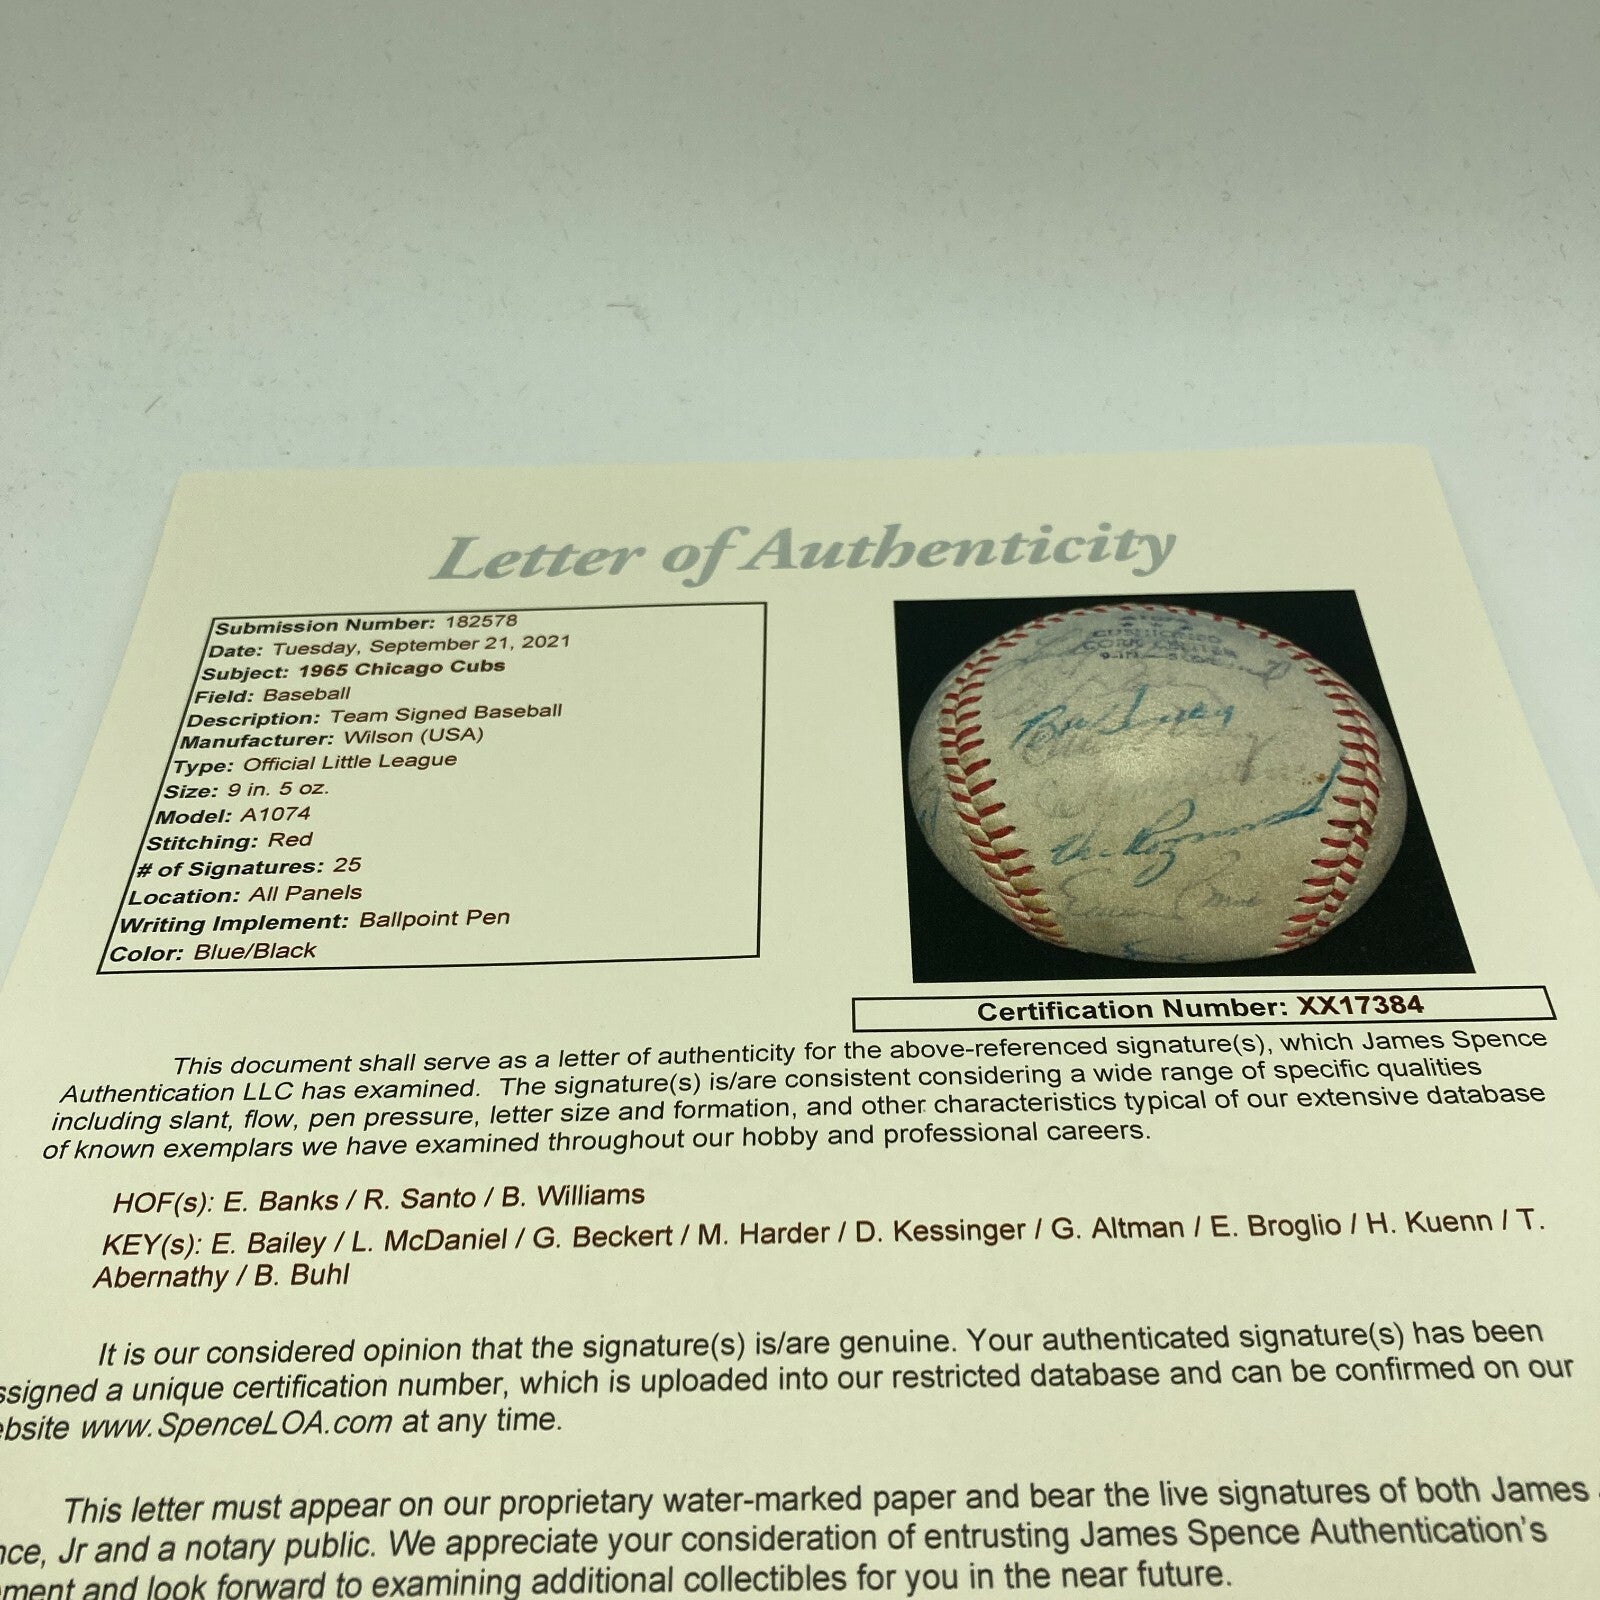 Letter of Authenticity
Submission Number: 182578
Date: Tuesday, September 21, 2021
Subject: 1965 Chicago Cubs
Field: Baseball
Description: Team Signed Baseball
Manufacturer: Wilson (USA)
Type: Official Little League
Size: 9 in. 5 oz.
Model: A1074
Stitching: Red
# of Signatures: 25
Location: All Panels
Writing Implement: Ballpoint Pen
Color: Blue/Black
CUSHIONED
CORK CENTER
Certification Number: XX17384
This document shall serve as a letter of authenticity for the above-referenced signature(s), which James Spence
Authentication LLC has examined. The signature(s) is/are consistent considering a wide range of specific qualities
including slant, flow, pen pressure, letter size and formation, and other characteristics typical of our extensive database
of known exemplars we have examined throughout our hobby and professional careers.
HOF(s): E. Banks / R. Santo / B. Williams
KEY(s): E. Bailey / L. McDaniel / G. Beckert / M. Harder / D. Kessinger / G. Altman / E. Broglio / H. Kuenn / T.
Abernathy / B. Buhl
It is our considered opinion that the signature(s) is/are genuine. Your authenticated signature(s) has been
ssigned a unique certification number, which is uploaded into our restricted database and can be confirmed on our
ebsite www.SpenceLOA.com at any time.
This letter must appear on our proprietary water-marked paper and bear the live signatures of both James
nce, Jr and a notary public. We appreciate your consideration of entrusting James Spence Authentication's
ment and look forward to examining additional collectibles for you in the near future.